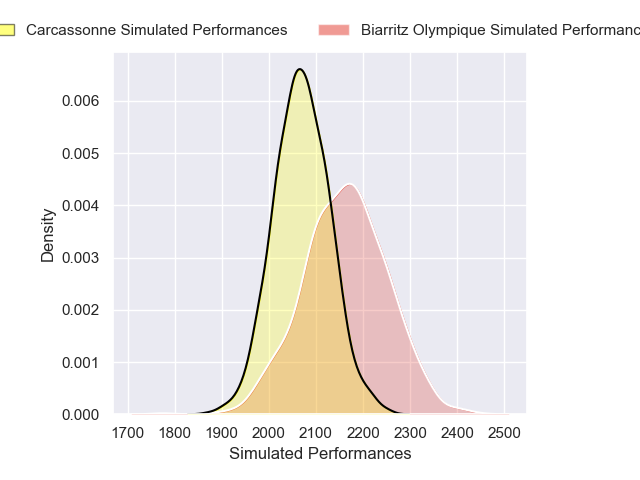 Carcassonne Simulated Performances
Biarritz Olympique Simulated
0.006
0.005
0.004
0.003
0.002
0.001
0.000
Density
1700 1800 1900 2000 2100 2200 2300 2400 2500
Simulated Performances